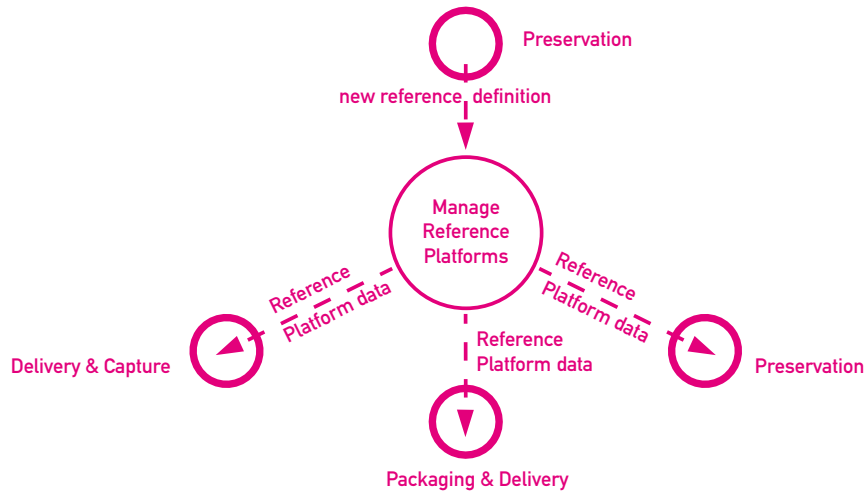 Preservation
new reference definition
Manage
Reference
Platforms
Reference
Platform data
Reference
Platform data
Reference
Platform data
Delivery & Capture
Preservation
Packaging & Delivery